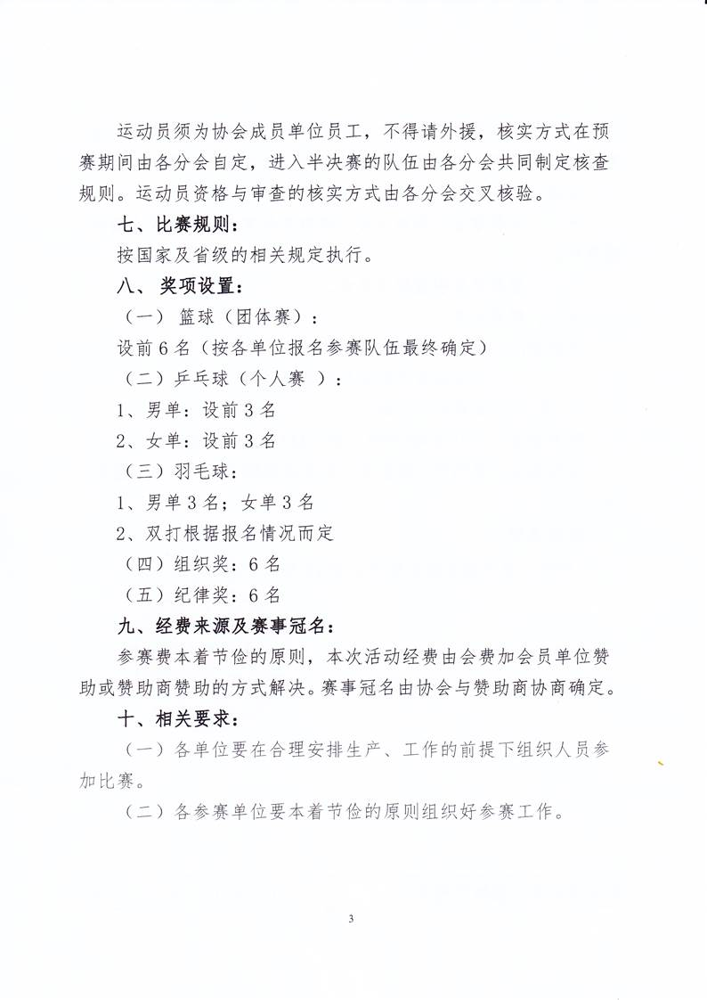 运动员须为协会成员单位员工，不得请外援，核实方式在预
赛期间由各分会自定，进入半决赛的队伍由各分会共同制定核查
规则。运动员资格与审查的核实方式由各分会交叉核验。
七、比赛规则：
按国家及省级的相关规定执行。
八、 奖项设置：
（一） 篮球（团体赛）：
设前6名（按各单位报名参赛队伍最终确定）
（二）乒乓球（个人赛 ）：
1、男单：设前3名
2、女单：设前3名
（三）羽毛球：
1、男单3名；女单3名
2、双打根据报名情况而定
（四）组织奖：6名
（五）纪律奖：6名
九、经费来源及赛事冠名：
参赛费本着节俭的原则，本次活动经费由会费加会员单位赞
助或赞助商赞助的方式解决。赛事冠名由协会与赞助商协商确定。
十、相关要求：
（一）各单位要在合理安排生产、工作的前提下组织人员参
加比赛。
（二）各参赛单位要本着节俭的原则组织好参赛工作。
3